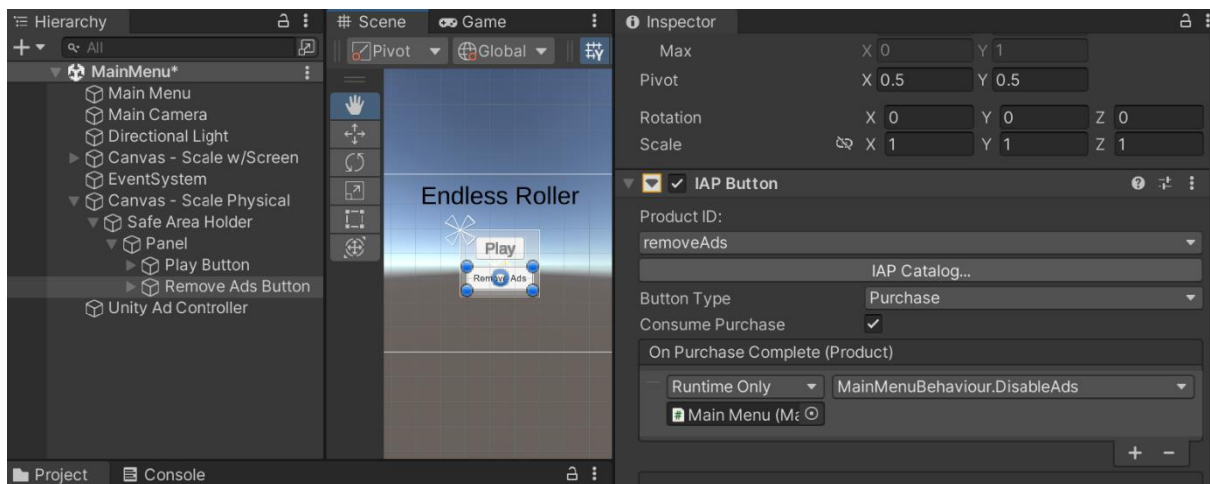 Hierarchy
All
MainMenu*
Main Menu
Main Camera
Directional Light
Canvas - Scale w/Screen
EventSystem
Canvas - Scale Physical
Safe Area Holder
Panel
Play Button
Remove Ads Button
Unity Ad Controller
Project Console
Scene Game
Pivot Global
Endless Roller
Play
Remove Ads
Inspector
Max X 0 Y 1
Pivot X 0.5 Y 0.5
Rotation X 0 Y 0 Z 0
Scale X 1 Y 1 Z 1
IAP Button
Product ID:
removeAds
IAP Catalog...
Button Type Purchase
Consume Purchase
On Purchase Complete (Product)
Runtime Only MainMenuBehaviour.DisableAds
Main Menu (Ma